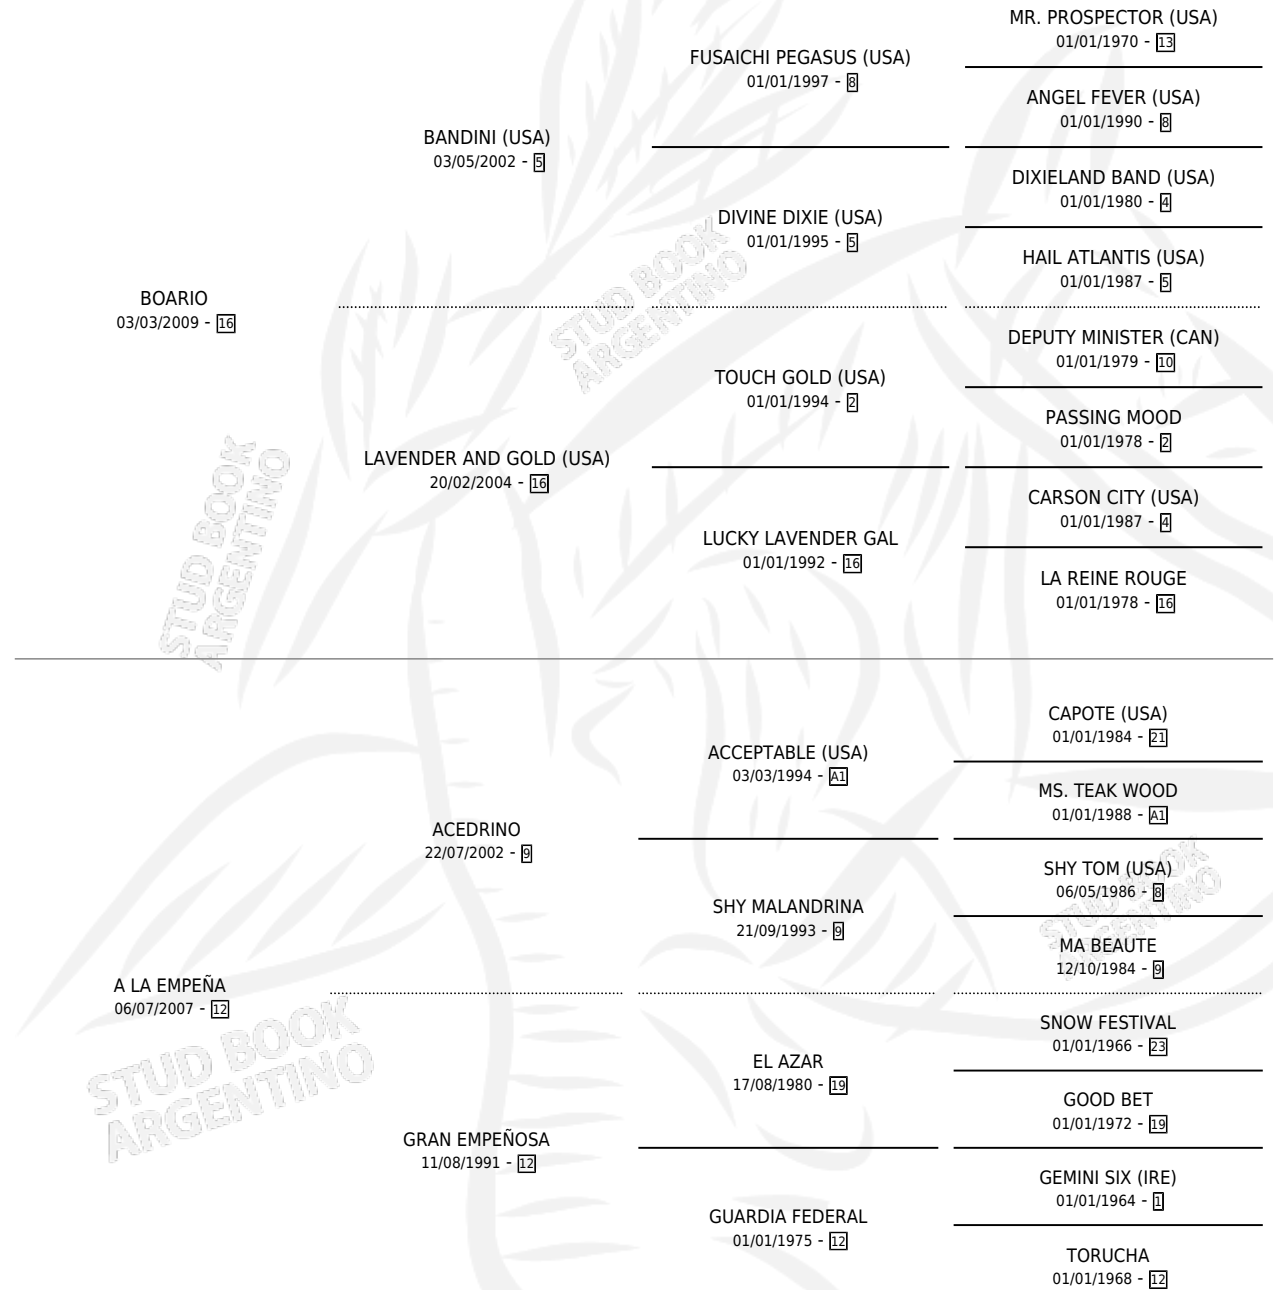 MR. PROSPECTOR (USA)
01/01/1970 - 13
FUSAICHI PEGASUS (USA)
01/01/1997 - 8
ANGEL FEVER (USA)
01/01/1990 - 8
BANDINI (USA)
03/05/2002 - 5
DIXIELAND BAND (USA)
01/01/1980 - 4
DIVINE DIXIE (USA)
01/01/1995 - 5
HAIL ATLANTIS (USA)
01/01/1987 - 5
STUD BOOK
ARGENTINO
BOARIO
03/03/2009 - 16
DEPUTY MINISTER (CAN)
01/01/1979 - 10
TOUCH GOLD (USA)
01/01/1994 - 2
PASSING MOOD
01/01/1978 - 2
LAVENDER AND GOLD (USA)
20/02/2004 - 16
CARSON CITY (USA)
01/01/1987 - 4
LUCKY LAVENDER GAL
01/01/1992 - 16
LA REINE ROUGE
01/01/1978 - 16
STUD BOOK
ARGENTINO
CAPOTE (USA)
01/01/1984 - 21
ACCEPTABLE (USA)
03/03/1994 - A1
MS. TEAK WOOD
01/01/1988 - A1
ACEDRINO
22/07/2002 - 9
SHY TOM (USA)
06/05/1986 - 8
SHY MALANDRINA
21/09/1993 - 9
MA BEAUTE
12/10/1984 - 9
STUD BOOK
ARGENTINO
A LA EMPEÑA
06/07/2007 - 12
SNOW FESTIVAL
01/01/1966 - 23
EL AZAR
17/08/1980 - 19
GOOD BET
01/01/1972 - 19
STUD BOOK
ARGENTINO
GRAN EMPEÑOSA
11/08/1991 - 12
GEMINI SIX (IRE)
01/01/1964 - 1
GUARDIA FEDERAL
01/01/1975 - 12
TORUCHA
01/01/1968 - 12